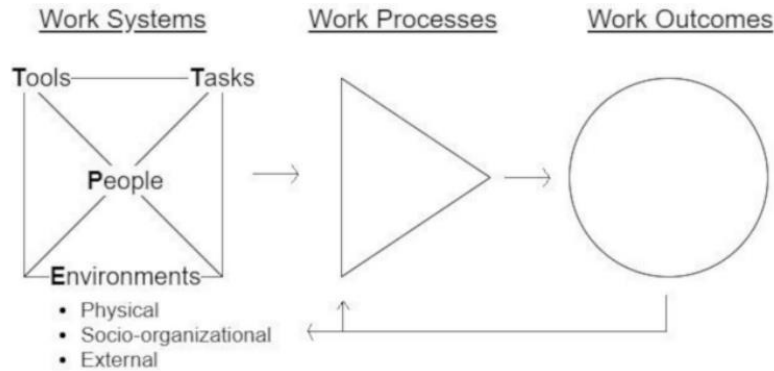 Work Systems
Work Processes
Work Outcomes
Tools
Tasks
People
Environments
• Physical
• Socio-organizational
• External